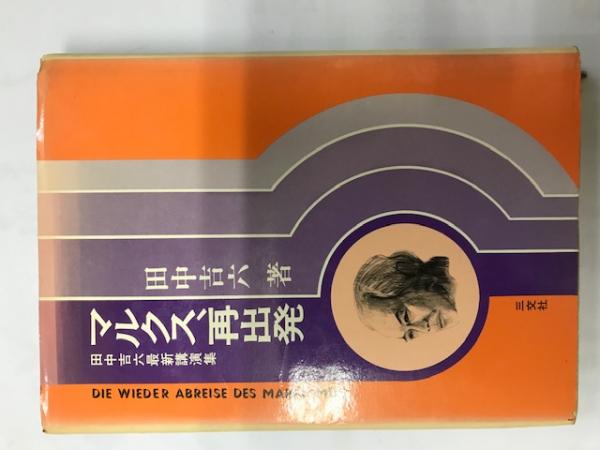 田中吉六 著
マルクス、再出発
田中吉六最新講演集
DIE WIEDER ABREISE DES
三文社